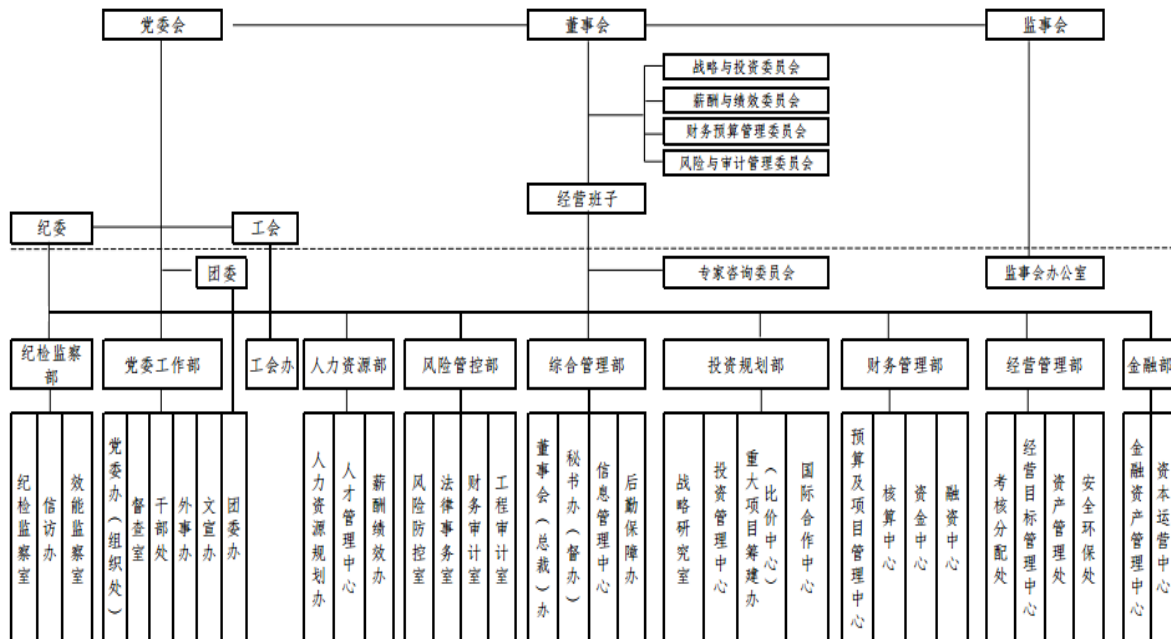 党委会
董事会
监事会
战略与投资委员会
薪酬与绩效委员会
财务预算管理委员会
风险与审计管理委员会
经营班子
纪委
工会
团委
专家咨询委员会
监事会办公室
纪检监察部
党委工作部
工会办
人力资源部
风险管控部
综合管理部
投资规划部
财务管理部
经营管理部
金融部
纪检监察室
信访办
效能监察室
党委办（组织处）
督查室
干部处
外事办
文宣办
团委办
人力资源规划办
人才管理中心
薪酬绩效办
风险防控室
法律事务室
财务审计室
工程审计室
董事会（总裁）办
秘书办（督办）
信息管理中心
后勤保障办
战略研究室
投资管理中心
重大项目筹建办
（比价中心）
国际合作中心
预算及项目管理中心
核算中心
资金中心
融资中心
考核分配处
经营目标管理中心
资产管理处
安全环保处
金融资产管理中心
资本运营中心